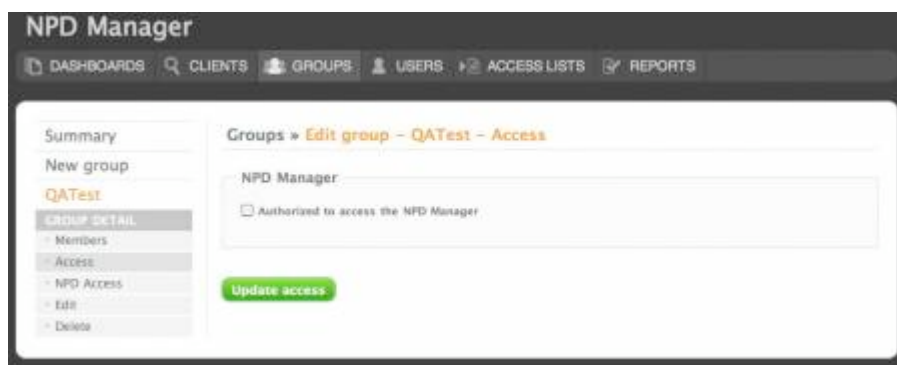 NPD Manager
DASHBOARDS CLIENTS GROUPS USERS ACCESS LISTS REPORTS
Summary
New group
QATest
GROUP DETAIL
Members
Access
NPD Access
Edit
Delete
Groups » Edit group – QATest – Access
NPD Manager
Authorized to access the NPD Manager
Update access